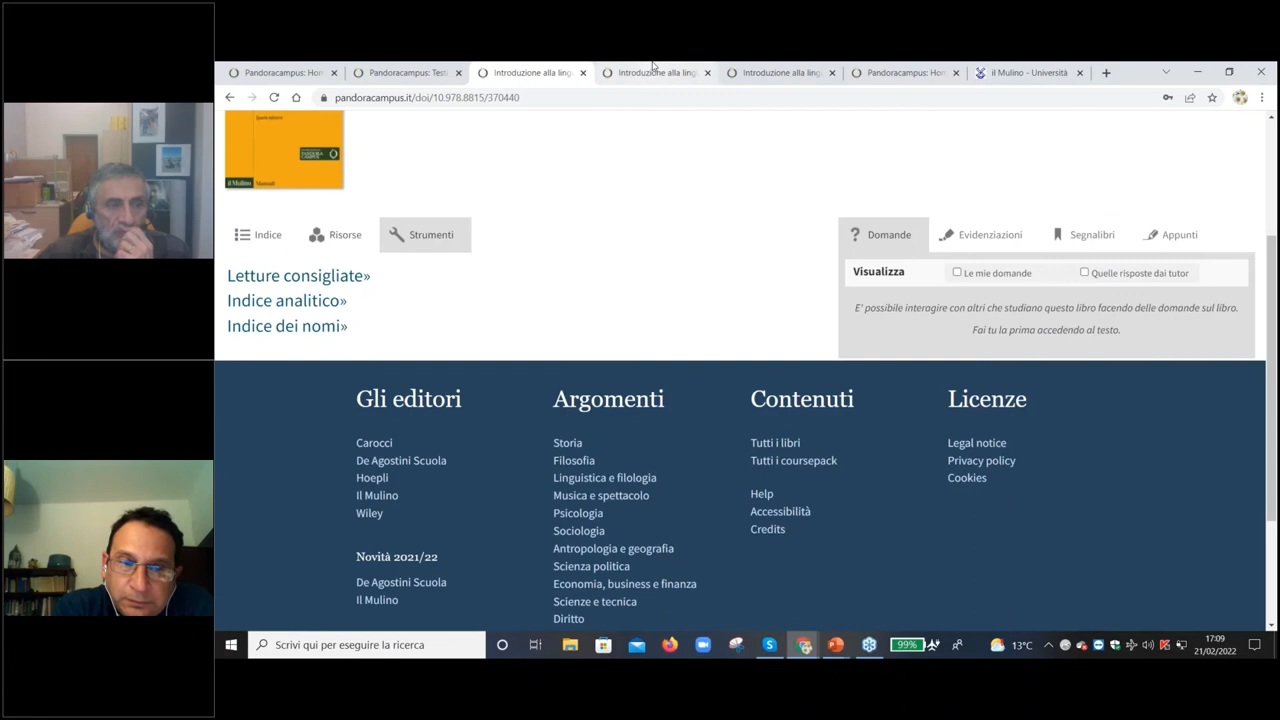 Pandoracampus: Hom
Pandoracampus: Testi
Introduzione alla lingu
Introduzione alla lingu
Introduzione alla lingu
Pandoracampus: Hom
il Mulino - Università
pandoracampus.it/doi/10.978.8815/370440
Quarta edizione
PANDORA
CAMPUS
il Mulino
Manuali
Indice
Risorse
Strumenti
Domande
Evidenziazioni
Segnalibri
Appunti
Visualizza
Le mie domande
Quelle risposte dai tutor
E' possibile interagire con altri che studiano questo libro facendo delle domande sul libro.
Fai tu la prima accedendo al testo.
Letture consigliate»
Indice analitico»
Indice dei nomi»
Gli editori
Carocci
De Agostini Scuola
Hoepli
Il Mulino
Wiley
Novità 2021/22
De Agostini Scuola
Il Mulino
Argomenti
Storia
Filosofia
Linguistica e filologia
Musica e spettacolo
Psicologia
Sociologia
Antropologia e geografia
Scienza politica
Economia, business e finanza
Scienze e tecnica
Diritto
Contenuti
Tutti i libri
Tutti i coursepack
Help
Accessibilità
Credits
Licenze
Legal notice
Privacy policy
Cookies
Scrivi qui per eseguire la ricerca
99%
13°C
17:09
21/02/2022